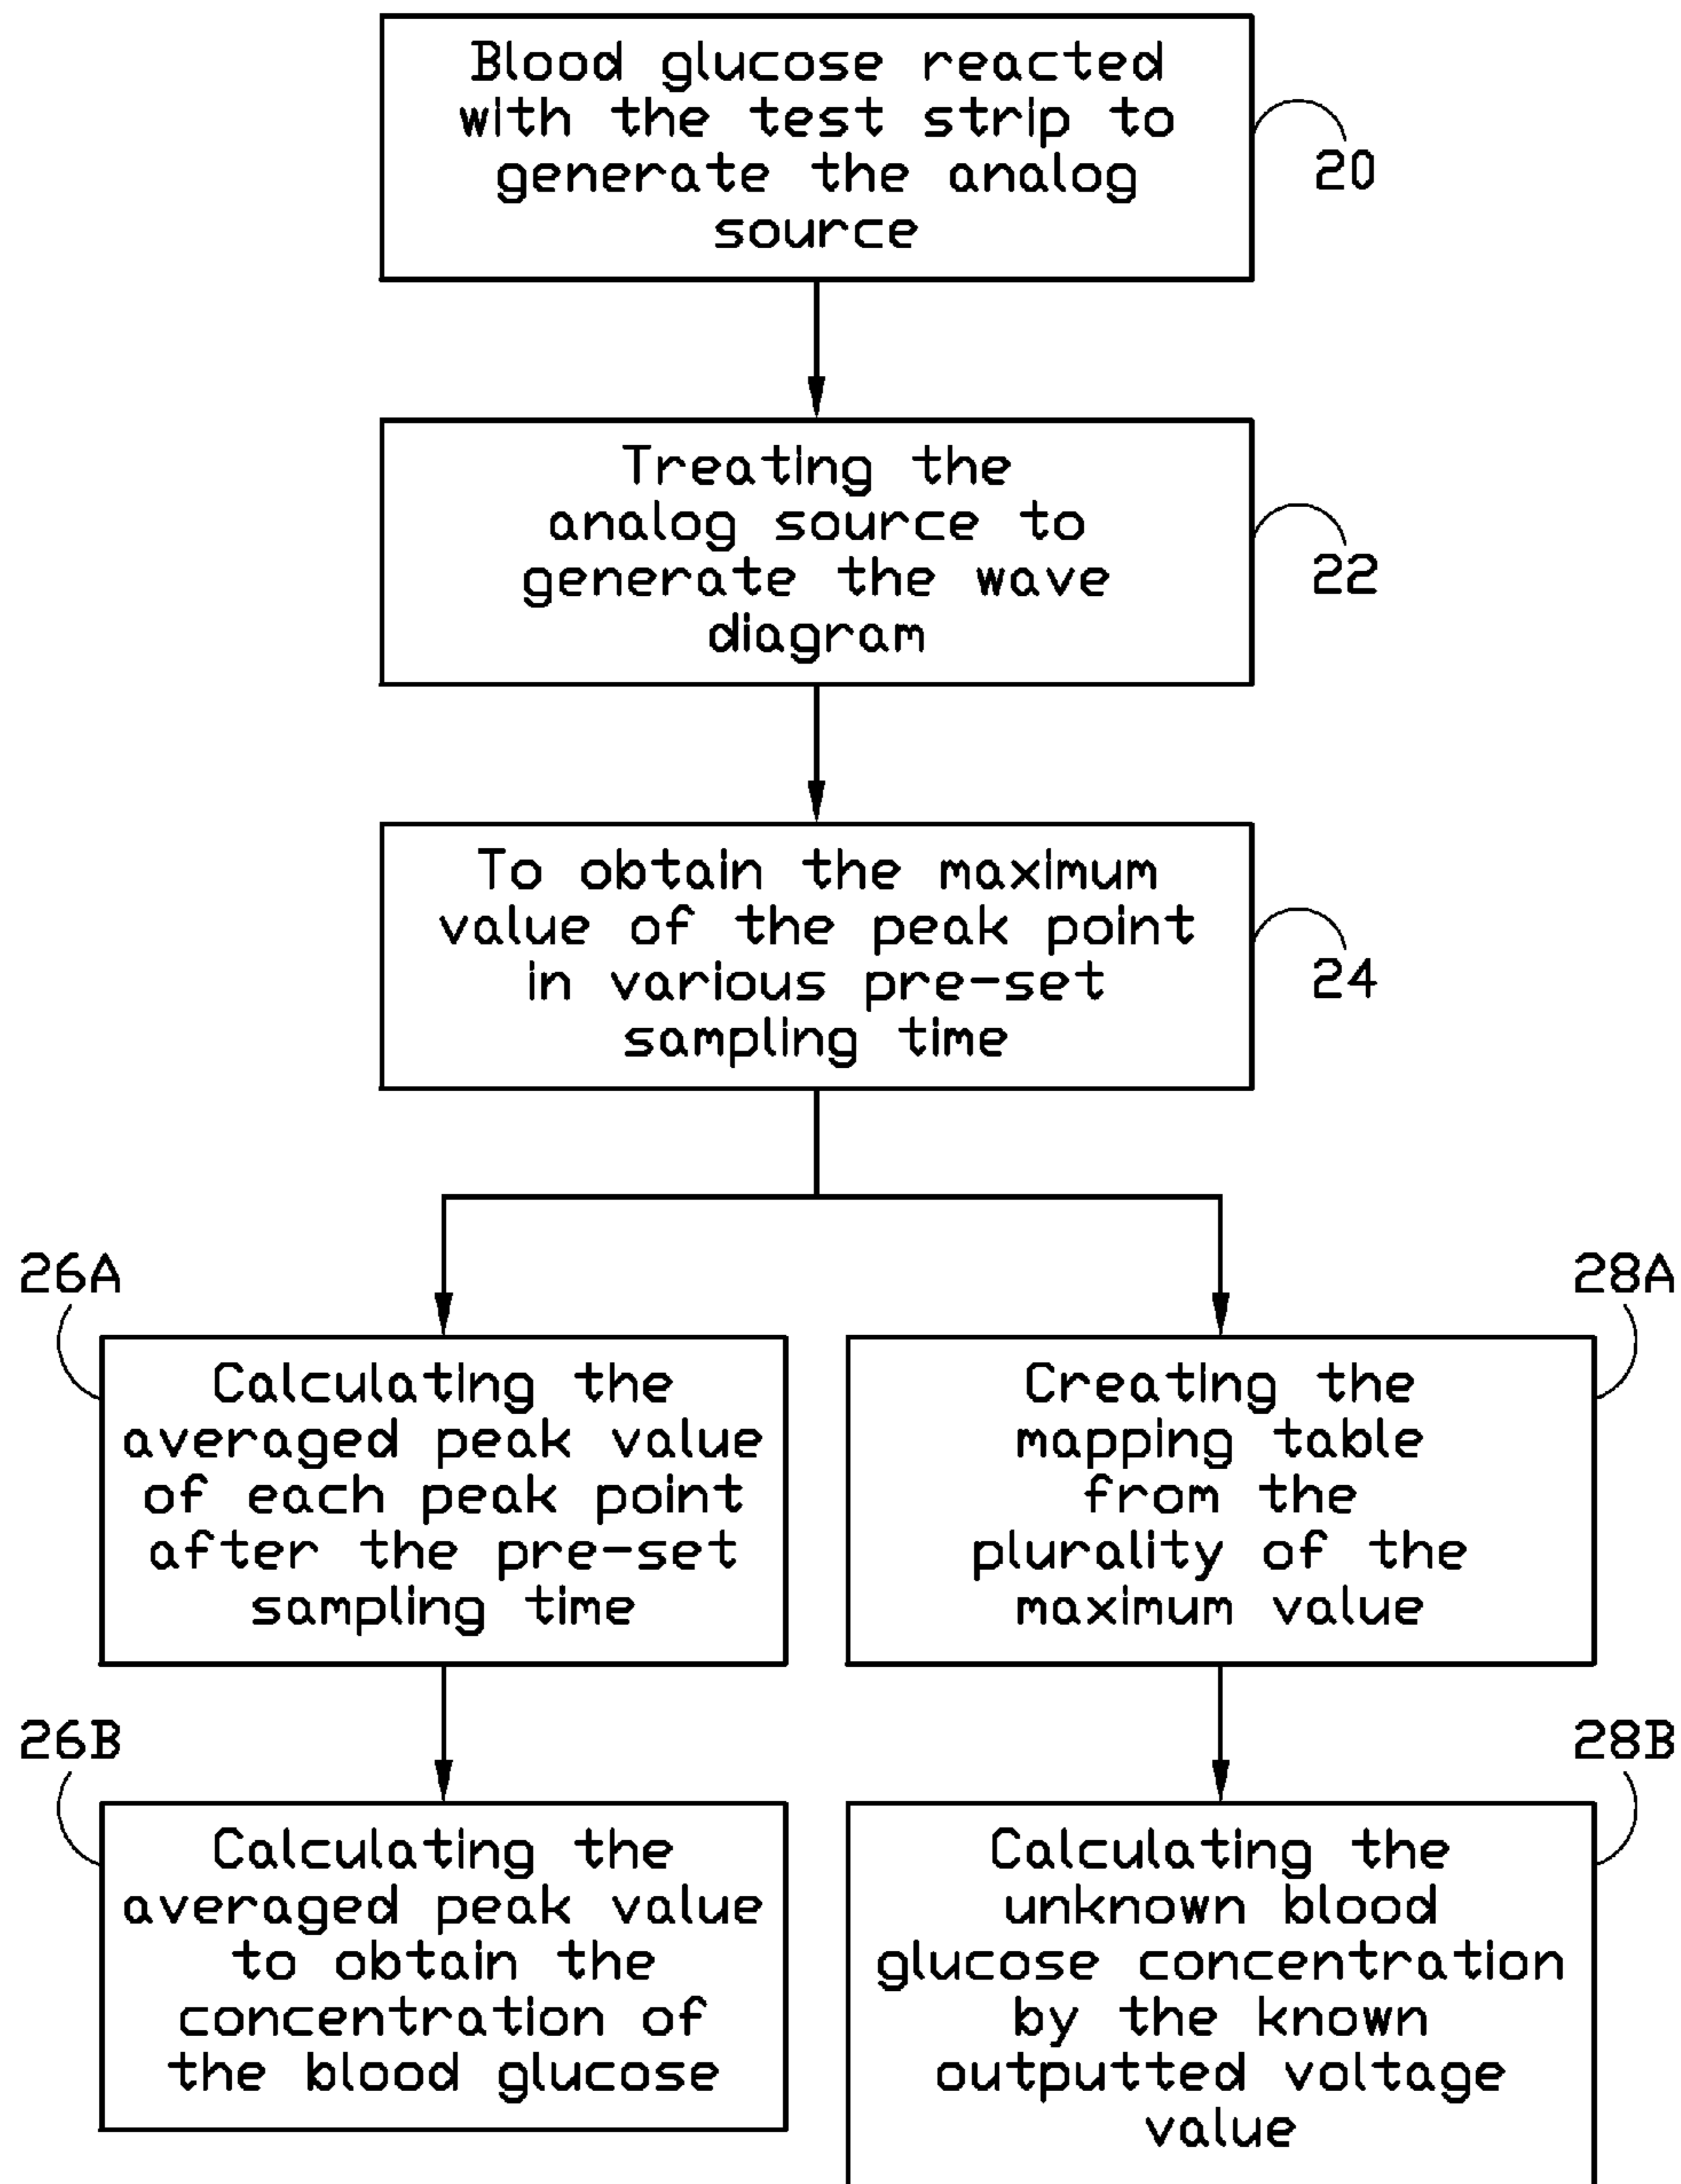 Blood glucose reacted
with the test strip to
generate the analog
source
20
Treating the
analog source to
generate the wave
diagram
22
To obtain the maximum
value of the peak point
in various pre-set
sampling time
24
26A
Calculating the
averaged peak value
of each peak point
after the pre-set
sampling time
28A
Creating the
mapping table
from the
plurality of the
maximum value
26B
Calculating the
averaged peak value
to obtain the
concentration of
the blood glucose
28B
Calculating the
unknown blood
glucose concentration
by the known
outputted voltage
value